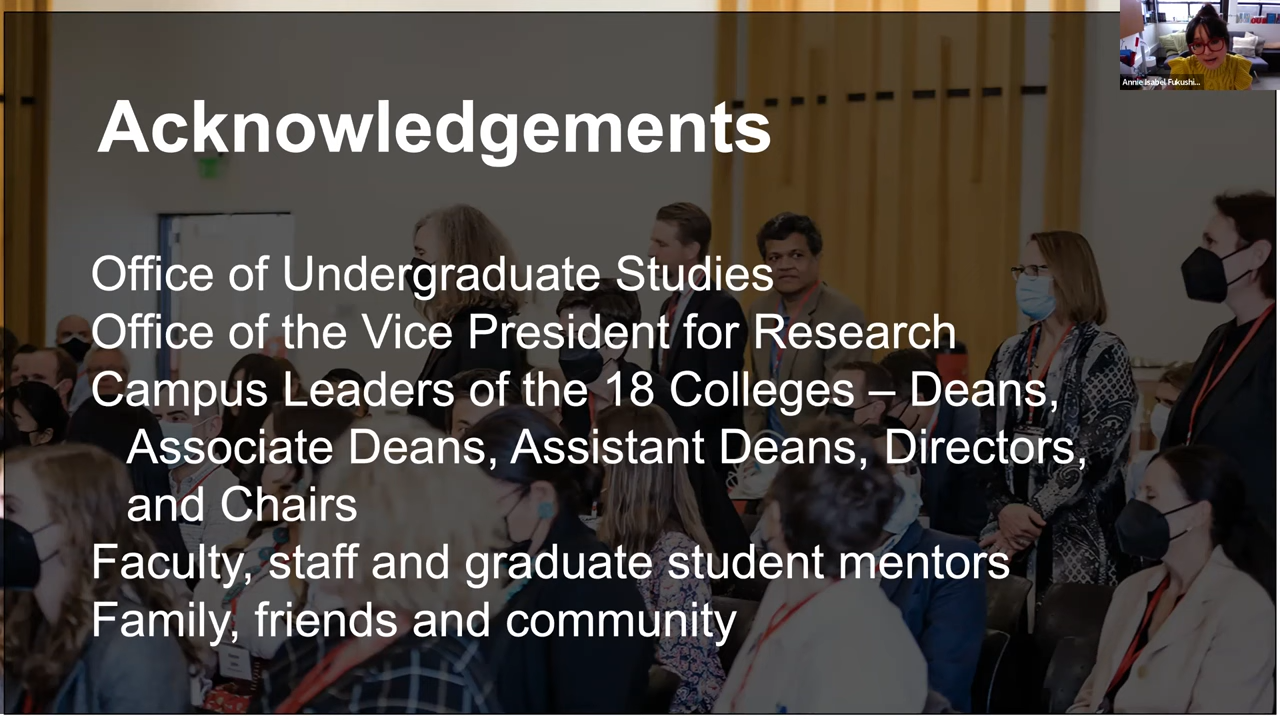 Acknowledgements
Annie Isabel Fukushi...
Office of Undergraduate Studies
Office of the Vice President for Research
Campus Leaders of the 18 Colleges – Deans,
Associate Deans, Assistant Deans, Directors,
and Chairs
Faculty, staff and graduate student mentors
Family, friends and community